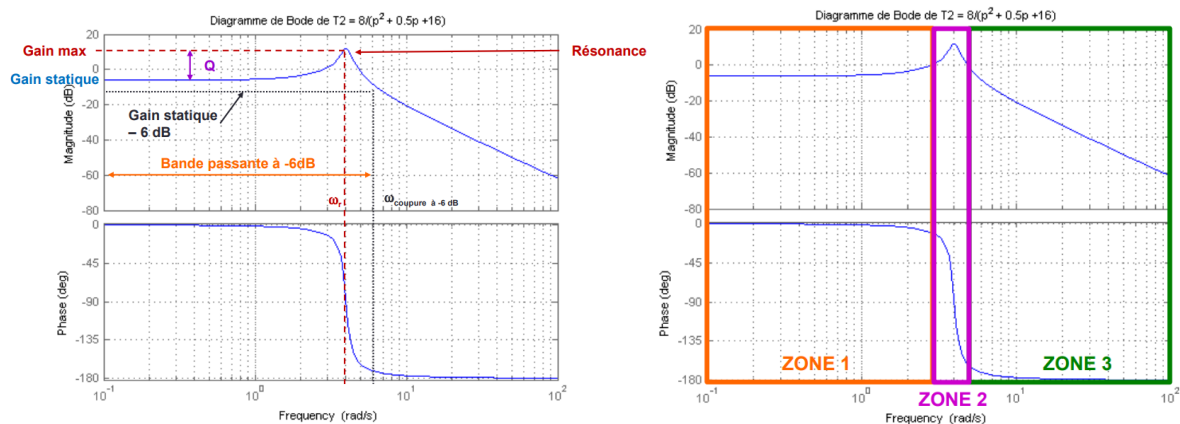 Diagramme de Bode de T2 = 8/(p² + 0.5p +16)
Gain max
Résonance
Q
Gain statique
Gain statique
– 6 dB
Bande passante à -6dB
ωr
ωcoupure à -6 dB
Magnitude (dB)
20
0
-20
-40
-60
-80
Phase (deg)
0
-45
-90
-135
-180
10⁻¹
10⁰
10¹
10²
Frequency (rad/s)
Diagramme de Bode de T2 = 8/(p² + 0.5p +16)
Magnitude (dB)
20
0
-20
-40
-60
-80
Phase (deg)
0
-45
-90
-135
-180
ZONE 1
ZONE 2
ZONE 3
10⁻¹
10⁰
10¹
10²
Frequency (rad/s)